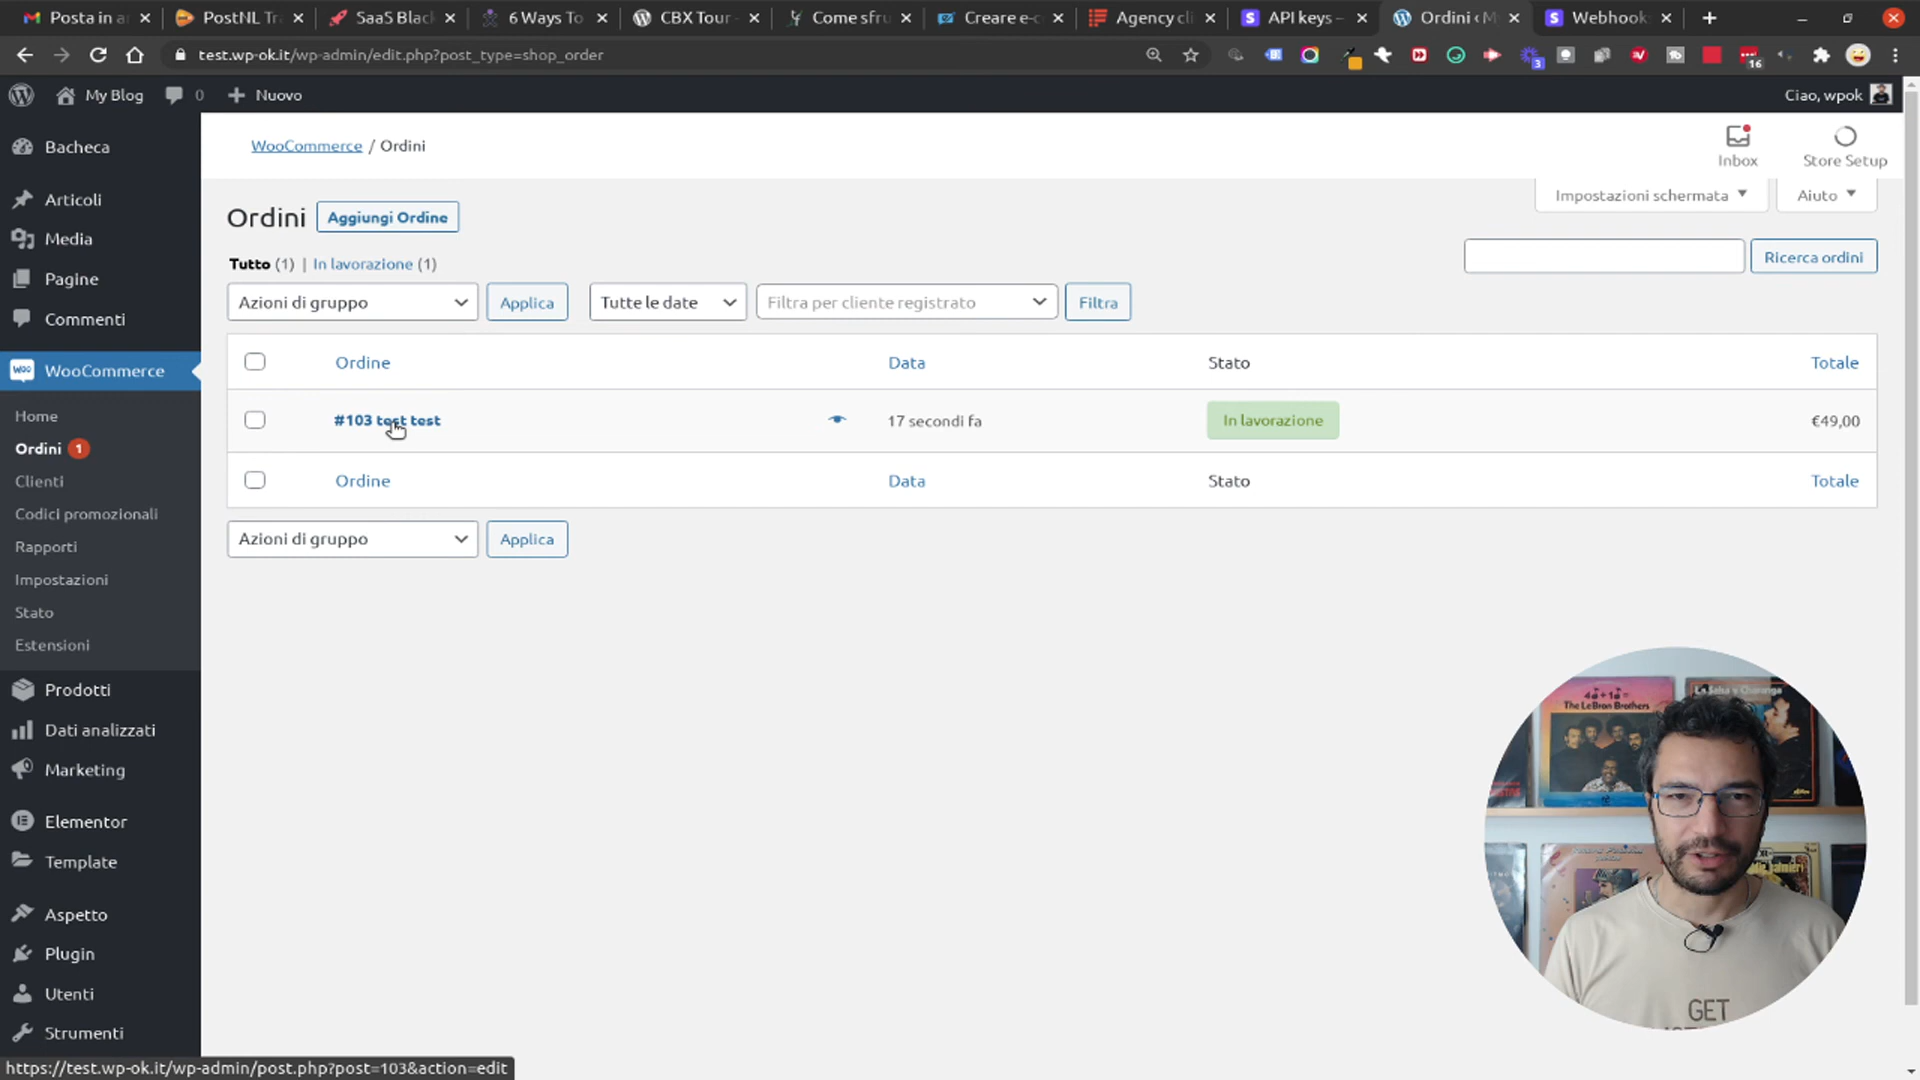 Posta in a
PostNL Tr
SaaS Blac
6 Ways To
CBX Tour -
Come sfru
Creare e-c
Agency cli
API keys –
Ordini ‹ M
Webhook
test.wp-ok.it/wp-admin/edit.php?post_type=shop_order
3
16
My Blog
0
Nuovo
Ciao, wpok
Bacheca
Articoli
Media
Pagine
Commenti
WooCommerce
Home
Ordini 1
Clienti
Codici promozionali
Rapporti
Impostazioni
Stato
Estensioni
Prodotti
Dati analizzati
Marketing
Elementor
Template
Aspetto
Plugin
Utenti
Strumenti
WooCommerce / Ordini
Inbox
Store Setup
Impostazioni schermata
Aiuto
Ordini
Aggiungi Ordine
Tutto (1) | In lavorazione (1)
Ricerca ordini
Azioni di gruppo
Applica
Tutte le date
Filtra per cliente registrato
Filtra
Ordine Data Stato Totale
#103 test test 17 secondi fa In lavorazione €49,00
Ordine Data Stato Totale
Azioni di gruppo
Applica
The LeBron Brothers
GET
https://test.wp-ok.it/wp-admin/post.php?post=103&action=edit